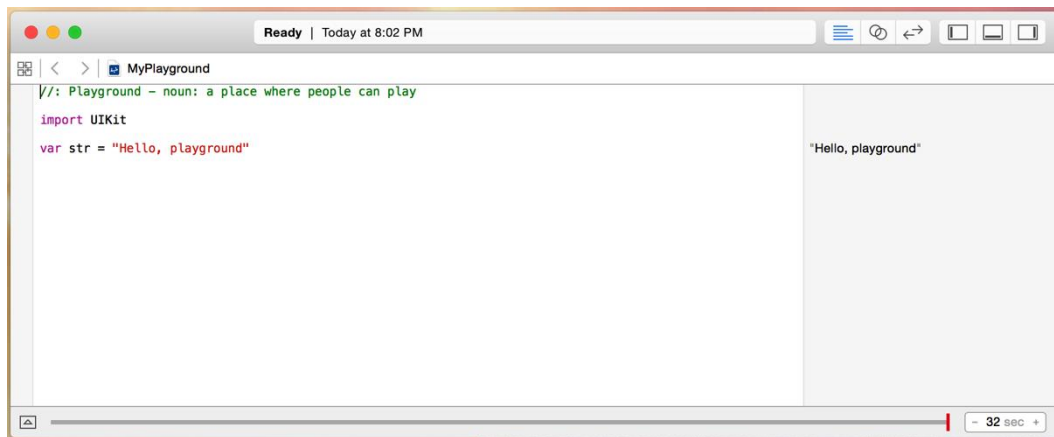 Ready | Today at 8:02 PM
MyPlayground
//: Playground – noun: a place where people can play
import UIKit
var str = "Hello, playground"
"Hello, playground"
- 32 sec +